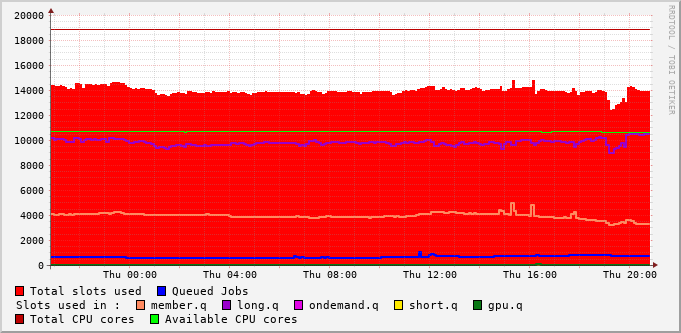 20000
18000
16000
14000
12000
10000
8000
6000
4000
2000
0
Thu 00:00 Thu 04:00 Thu 08:00 Thu 12:00 Thu 16:00 Thu 20:00
Total slots used Queued Jobs
Slots used in : member.q long.q ondemand.q short.q gpu.q
Total CPU cores Available CPU cores
RRDTOOL / TOBI OETIKER